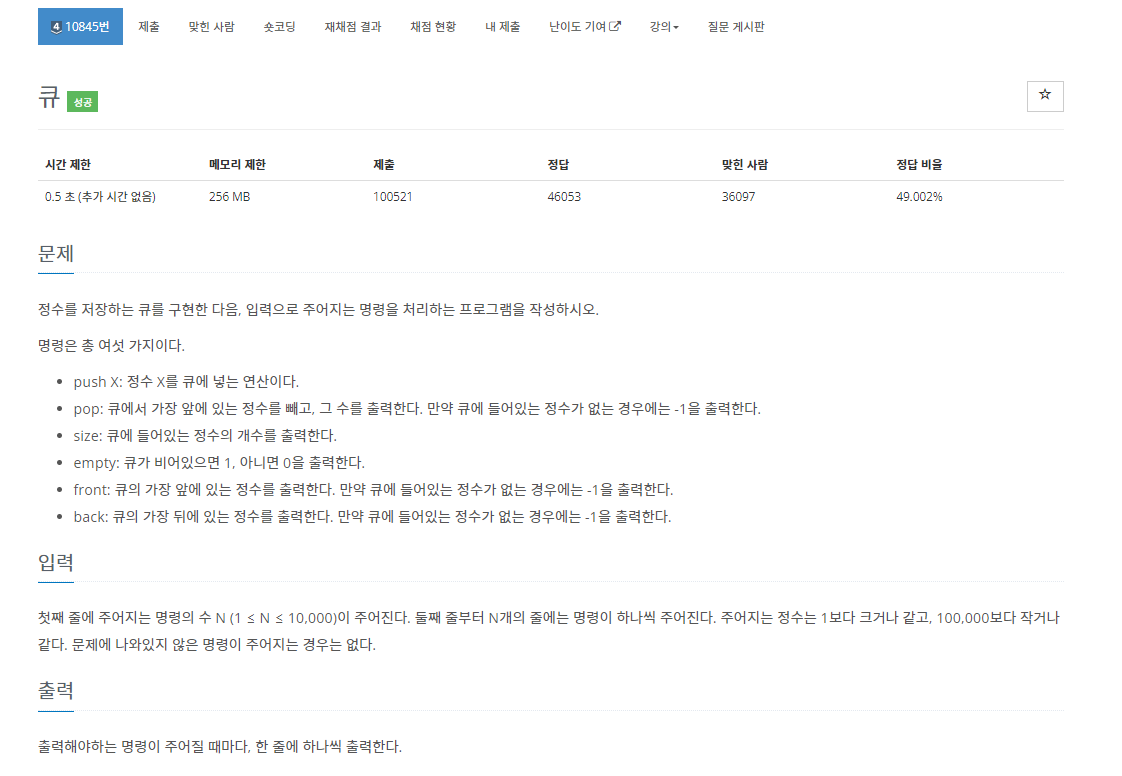 4 10845번 제출 맞힌 사람 숏코딩 재채점 결과 채점 현황 내 제출 난이도 기여 강의 질문 게시판
큐 성공 ☆
시간 제한 메모리 제한 제출 정답 맞힌 사람 정답 비율
0.5 초 (추가 시간 없음) 256 MB 100521 46053 36097 49.002%
문제
정수를 저장하는 큐를 구현한 다음, 입력으로 주어지는 명령을 처리하는 프로그램을 작성하시오.
명령은 총 여섯 가지이다.
• push X: 정수 X를 큐에 넣는 연산이다.
• pop: 큐에서 가장 앞에 있는 정수를 빼고, 그 수를 출력한다. 만약 큐에 들어있는 정수가 없는 경우에는 -1을 출력한다.
• size: 큐에 들어있는 정수의 개수를 출력한다.
• empty: 큐가 비어있으면 1, 아니면 0을 출력한다.
• front: 큐의 가장 앞에 있는 정수를 출력한다. 만약 큐에 들어있는 정수가 없는 경우에는 -1을 출력한다.
• back: 큐의 가장 뒤에 있는 정수를 출력한다. 만약 큐에 들어있는 정수가 없는 경우에는 -1을 출력한다.
입력
첫째 줄에 주어지는 명령의 수 N (1 ≤ N ≤ 10,000)이 주어진다. 둘째 줄부터 N개의 줄에는 명령이 하나씩 주어진다. 주어지는 정수는 1보다 크거나 같고, 100,000보다 작거나
같다. 문제에 나와있지 않은 명령이 주어지는 경우는 없다.
출력
출력해야하는 명령이 주어질 때마다, 한 줄에 하나씩 출력한다.